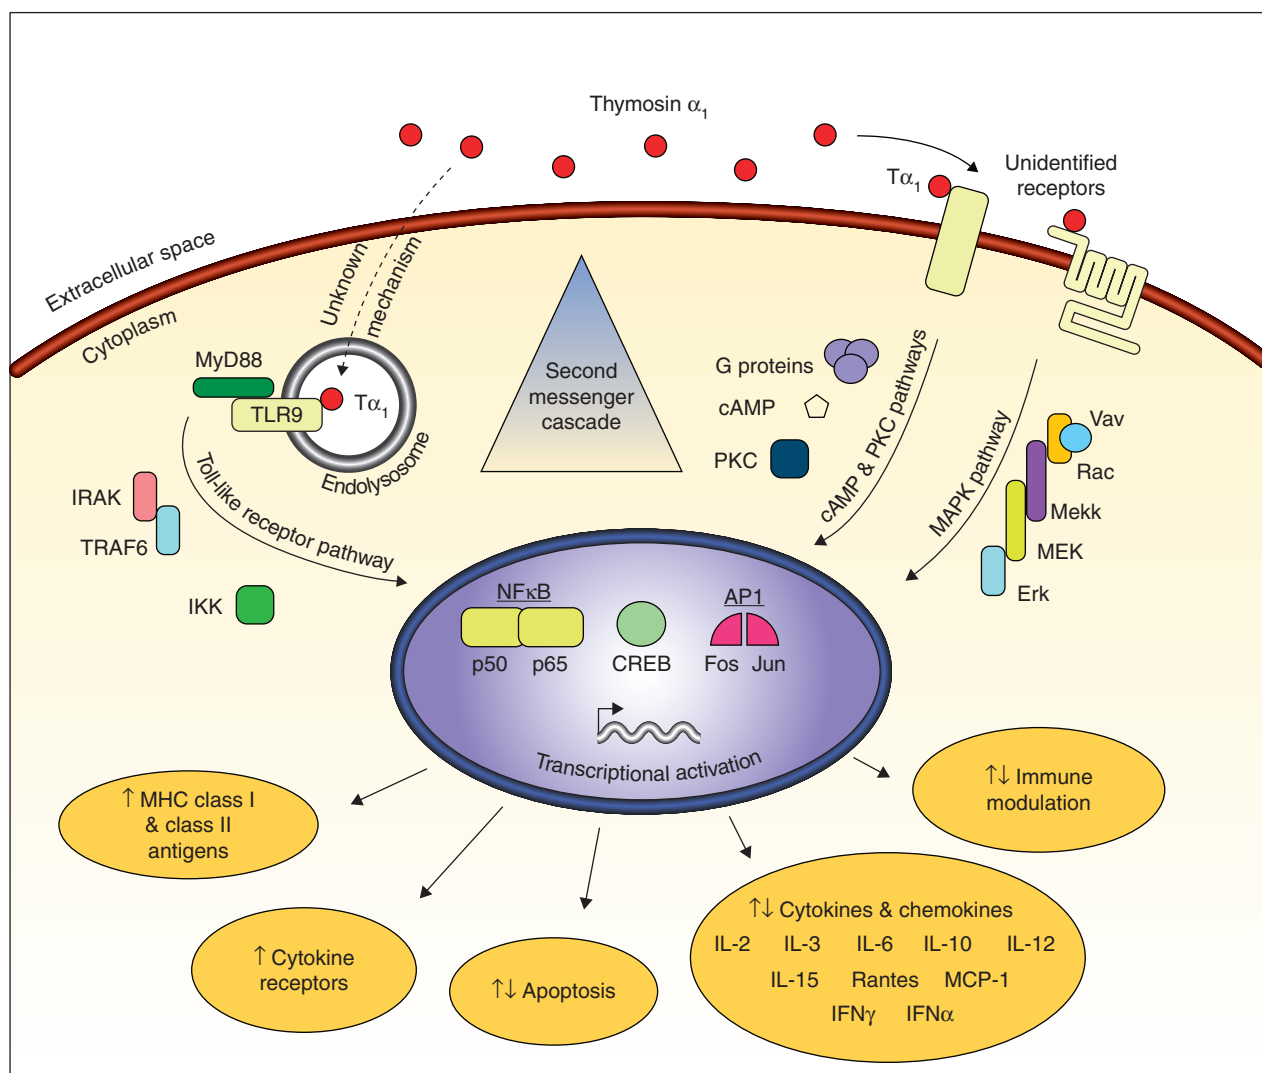 Thymosin α1
Tα1
Unidentified
receptors
Extracellular space
Cytoplasm
Unknown
mechanism
MyD88
TLR9
Tα1
Endolysosome
Second
messenger
cascade
G proteins
cAMP
PKC
cAMP & PKC pathways
MAPK pathway
Vav
Rac
Mekk
MEK
Erk
Toll-like receptor pathway
IRAK
TRAF6
IKK
NFκB
p50 p65
CREB
AP1
Fos Jun
Transcriptional activation
↑ MHC class I
& class II
antigens
↑ Cytokine
receptors
↑↓ Apoptosis
↑↓ Cytokines & chemokines
IL-2 IL-3 IL-6 IL-10 IL-12
IL-15 Rantes MCP-1
IFNγ IFNα
↑↓ Immune
modulation